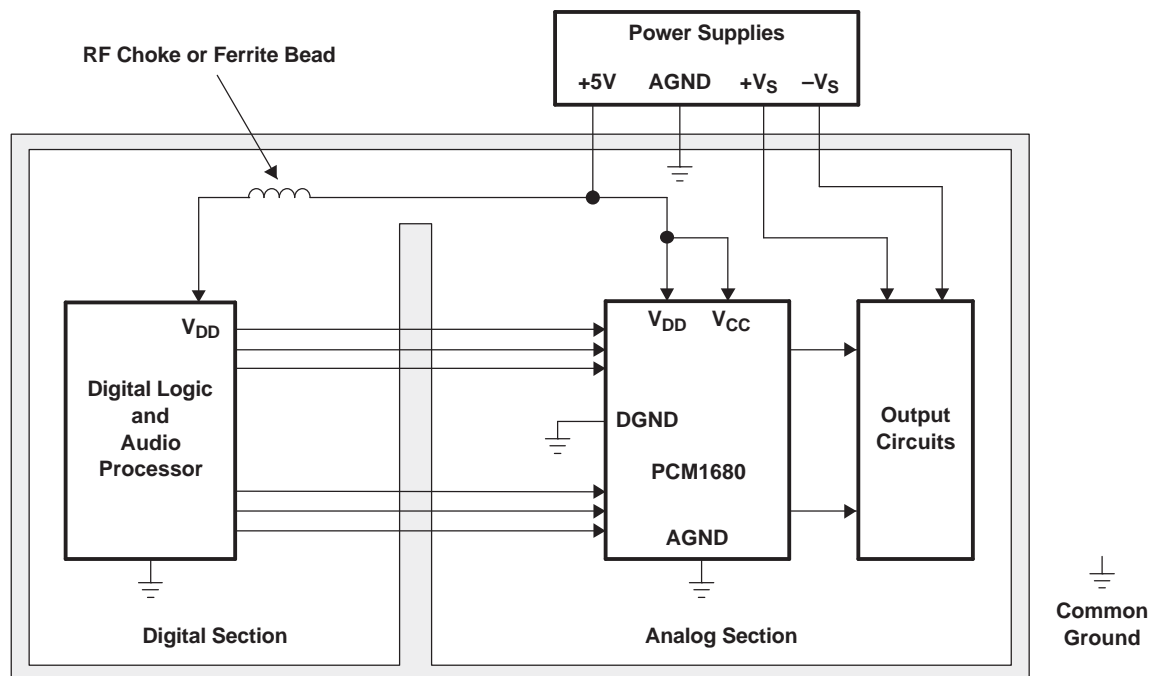 Power Supplies
RF Choke or Ferrite Bead
+5V AGND +VS –VS
VDD
VDD VCC
Digital Logic
and
Audio
Processor
DGND
Output
Circuits
PCM1680
AGND
Digital Section
Analog Section
Common
Ground